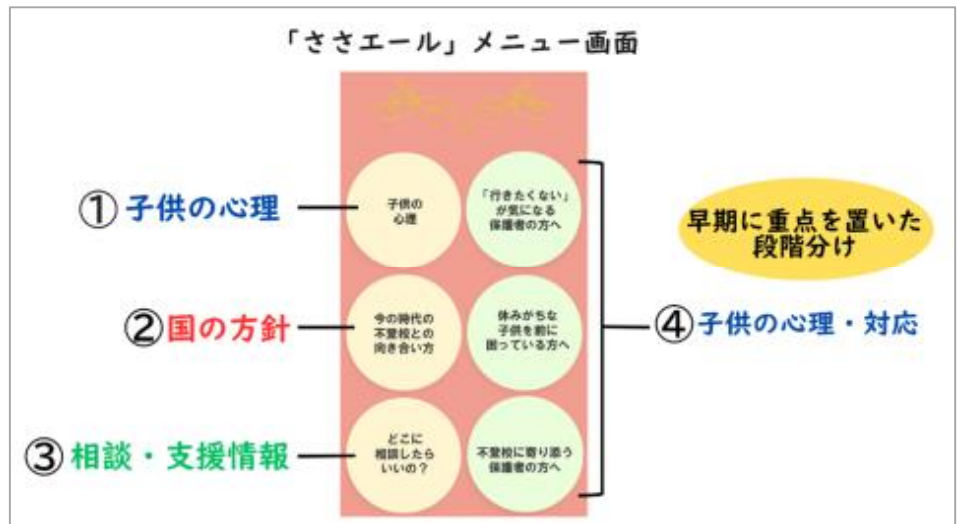 「ささエール」メニュー画面
① 子供の心理
子供の
心理
「行きたくない」
が気になる
保護者の方へ
早期に重点を置いた
段階分け
② 国の方針
今の時代の
不登校との
向き合い方
休みがちな
子供を前に
困っている方へ
④ 子供の心理・対応
③ 相談・支援情報
どこに
相談したら
いいの？
不登校に寄り添う
保護者の方へ